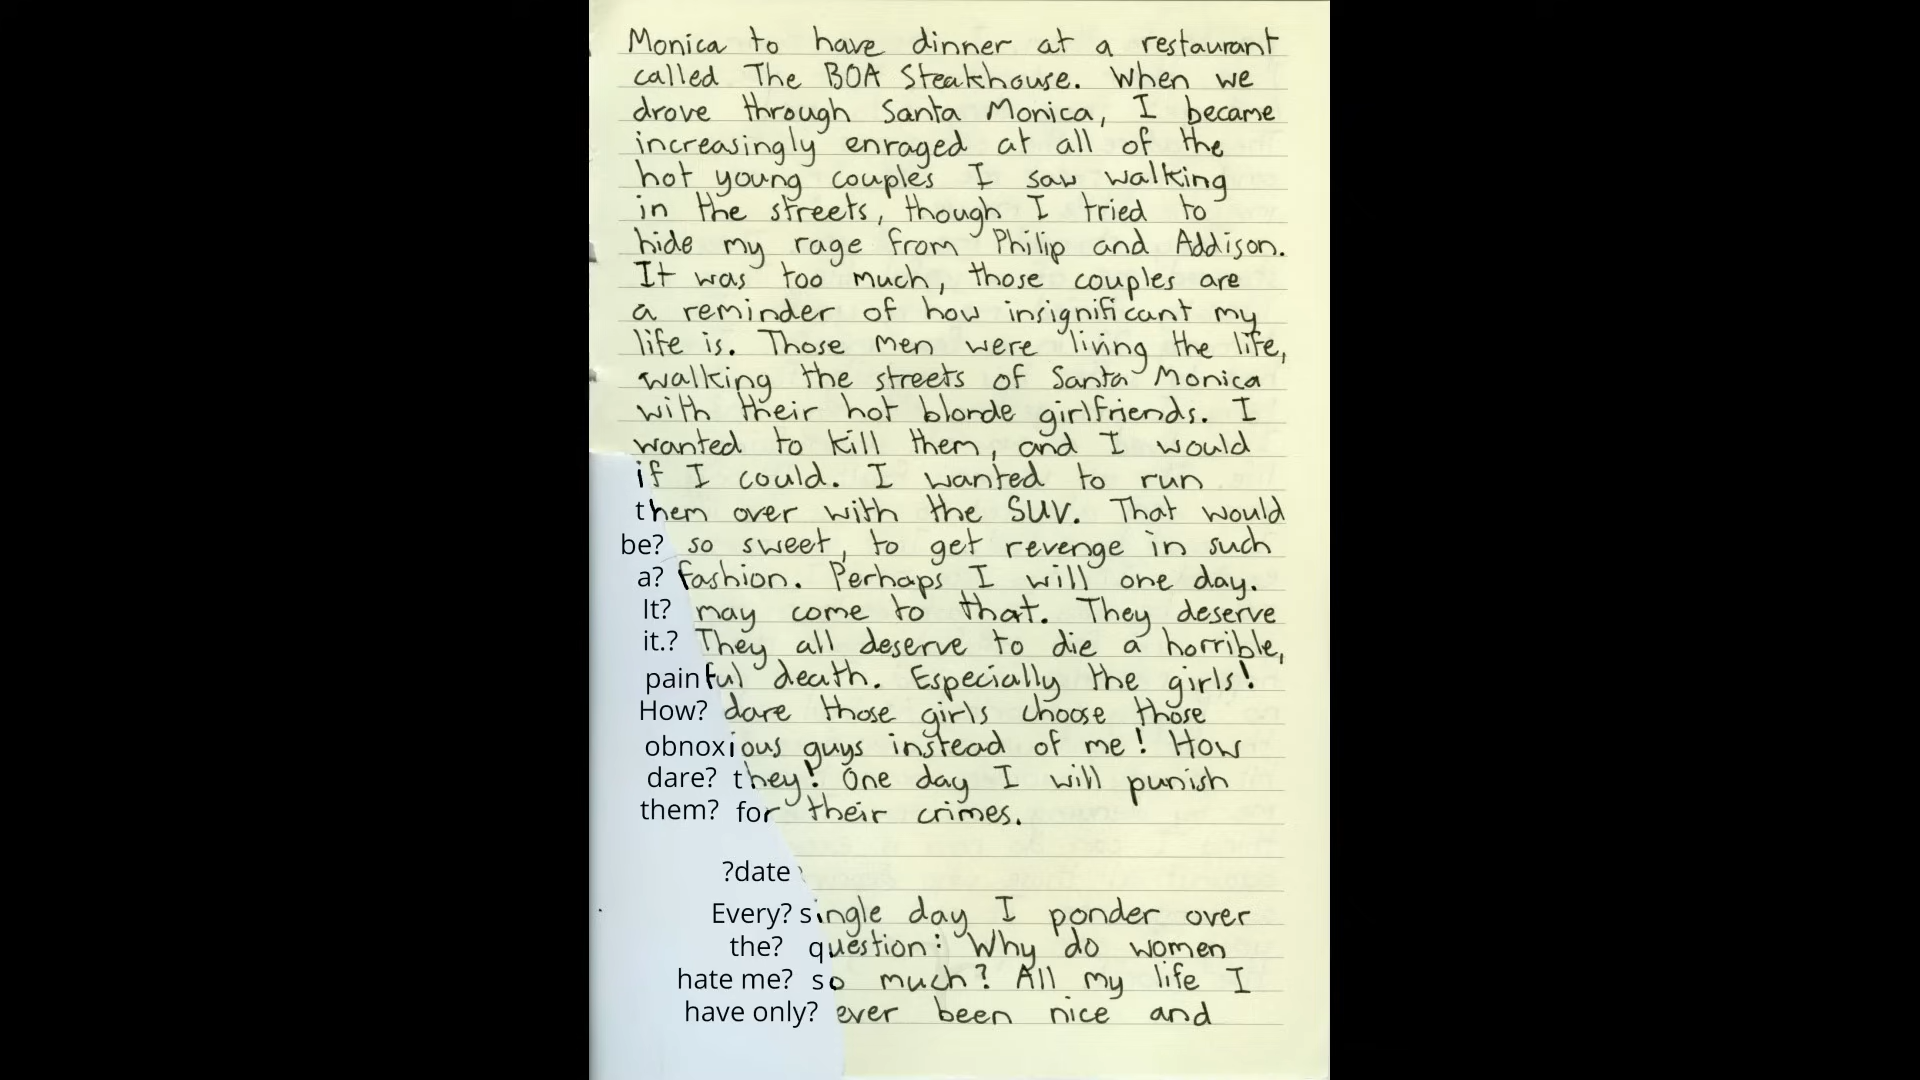 Monica to have dinner at a restaurant
called The BOA Steakhouse. When we
drove through Santa Monica, I became
increasingly enraged at all of the
hot young couples I saw walking
in the streets, though I tried to
hide my rage from Philip and Addison.
It was too much, those couples are
a reminder of how insignificant my
life is. Those men were living the life,
walking the streets of Santa Monica
with their hot blonde girlfriends. I
wanted to kill them, and I would
if I could. I wanted to run
them over with the SUV. That would
be? so sweet, to get revenge in such
a? fashion. Perhaps I will one day.
It? may come to that. They deserve
it.? They all deserve to die a horrible,
painful death. Especially the girls!
How? dare those girls choose those
obnoxious guys instead of me! How
dare? they! One day I will punish
them? for their crimes.
?date
Every? single day I ponder over
the? question: Why do women
hate me? so much? All my life I
have only? ever been nice and